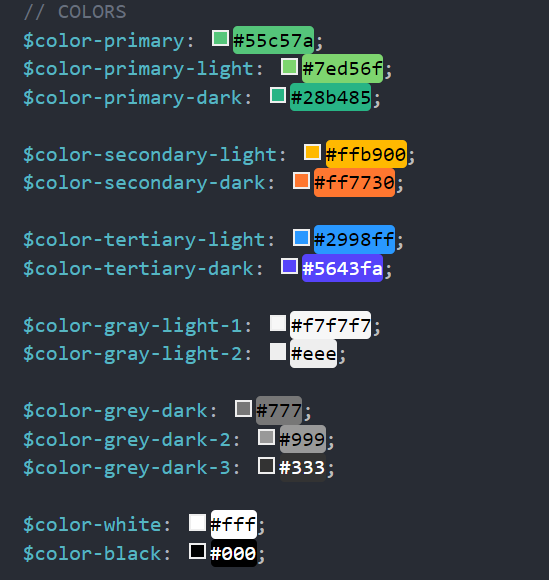 // COLORS
$color-primary: #55c57a;
$color-primary-light: #7ed56f;
$color-primary-dark: #28b485;
$color-secondary-light: #ffb900;
$color-secondary-dark: #ff7730;
$color-tertiary-light: #2998ff;
$color-tertiary-dark: #5643fa;
$color-gray-light-1: #f7f7f7;
$color-gray-light-2: #eee;
$color-grey-dark: #777;
$color-grey-dark-2: #999;
$color-grey-dark-3: #333;
$color-white: #fff;
$color-black: #000;